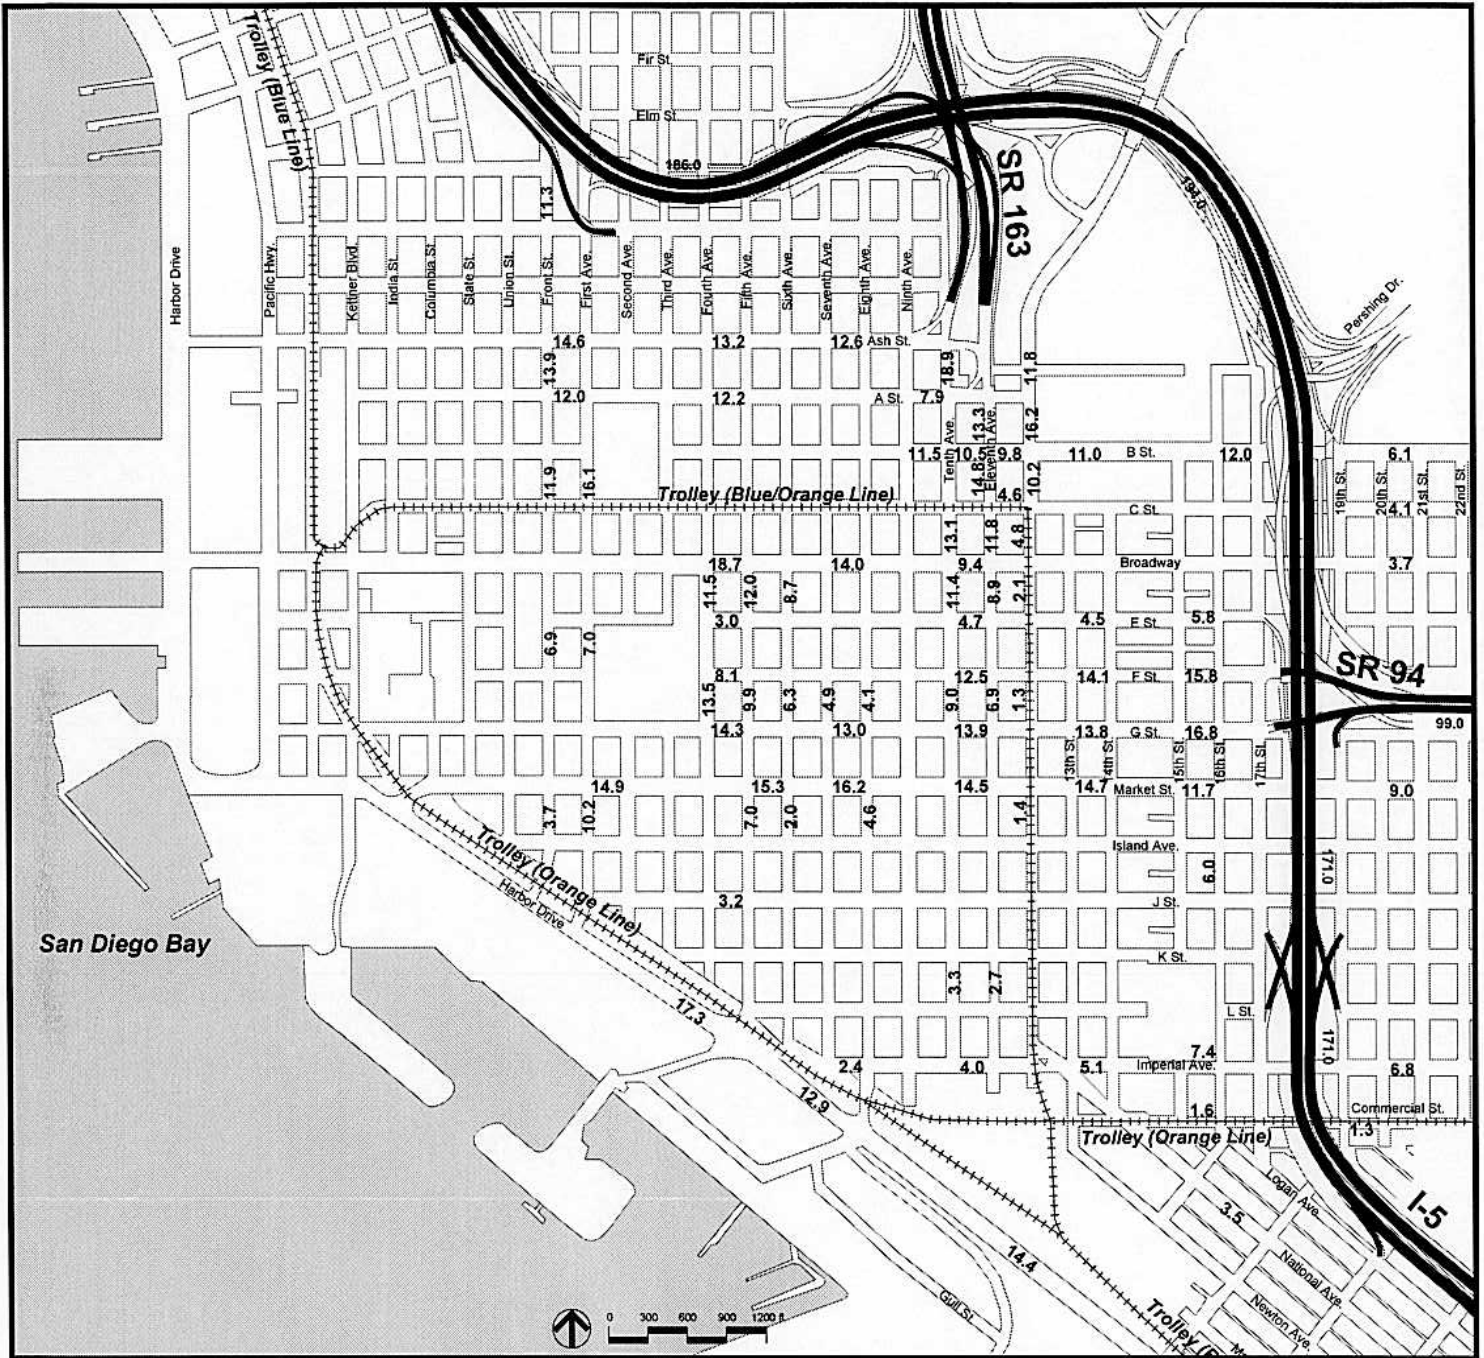 Trolley (Blue Line)
Fir St.
Elm St.
186.0
SR 163
194.0
11.3
Harbor Drive
Pacific Hwy.
Kettner Blvd.
India St.
Columbia St.
State St.
Union St.
Front St.
First Ave.
Second Ave.
Third Ave.
Fourth Ave.
Fifth Ave.
Sixth Ave.
Seventh Ave.
Eighth Ave.
Ninth Ave.
Pershing Dr.
14.6
13.2
12.6
Ash St.
13.9
18.9
11.8
12.0
12.2
A St.
7.9
Tenth Ave.
13.3
Eleventh Ave.
16.2
11.5
10.5
9.8
11.0
B St.
12.0
6.1
11.9
16.1
14.8
10.2
19th St.
20th St.
21st St.
22nd St.
Trolley (Blue/Orange Line)
4.6
C St.
4.1
13.1
11.8
4.8
18.7
14.0
9.4
Broadway
3.7
11.5
12.0
8.7
11.4
8.9
2.1
3.0
4.7
4.5
E St.
5.8
6.9
7.0
8.1
12.5
14.1
F St.
15.8
SR 94
13.5
9.9
6.3
4.9
4.1
9.0
6.9
1.3
99.0
14.3
13.0
13.9
13.8
G St.
16.8
13th St.
14th St.
15th St.
16th St.
17th St.
14.9
15.3
16.2
14.5
14.7
Market St.
11.7
9.0
3.7
10.2
7.0
2.0
4.6
1.4
Trolley (Orange Line)
Harbor Drive
Island Ave.
6.0
171.0
3.2
J St.
San Diego Bay
K St.
3.3
2.7
17.3
L St.
171.0
7.4
2.4
4.0
5.1
Imperial Ave.
6.8
12.9
1.6
Commercial St.
Trolley (Orange Line)
1.3
Logan Ave.
3.5
I-5
14.4
National Ave.
Newton Ave.
Gull St.
Trolley (
0 300 600 900 1200 ft.